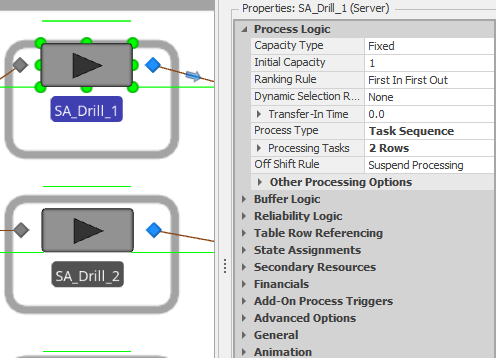 SA_Drill_1
SA_Drill_2
Properties: SA_Drill_1 (Server)
Process Logic
Capacity Type Fixed
Initial Capacity 1
Ranking Rule First In First Out
Dynamic Selection R... None
Transfer-In Time 0.0
Process Type Task Sequence
Processing Tasks 2 Rows
Off Shift Rule Suspend Processing
Other Processing Options
Buffer Logic
Reliability Logic
Table Row Referencing
State Assignments
Secondary Resources
Financials
Add-On Process Triggers
Advanced Options
General
Animation